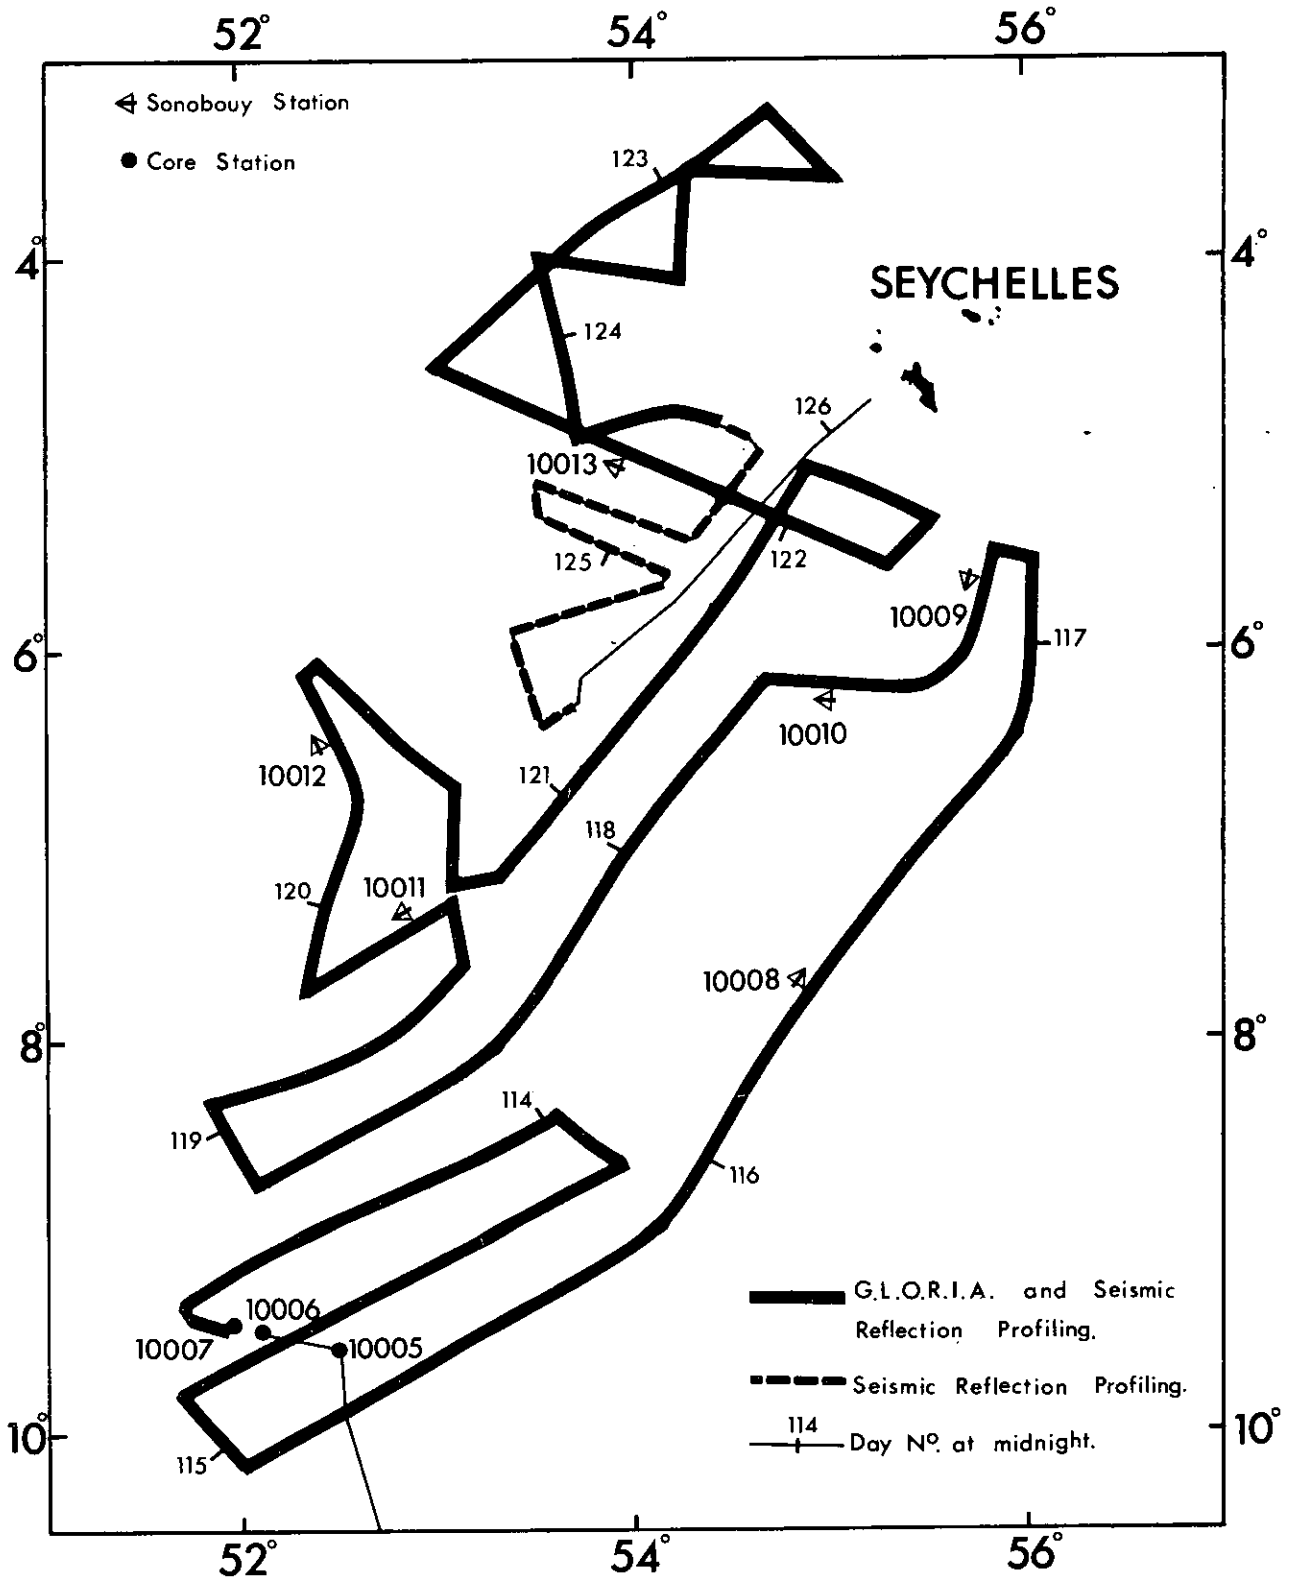 52° 54° 56°
Sonobouy Station
Core Station
123
4° 4°
SEYCHELLES
124
126
10013
125
122
10009
6° 117 6°
10010
10012
121
118
120 10011
10008
8° 8°
114
119
116
G.L.O.R.I.A. and Seismic
Reflection Profiling.
10006
10007 10005
Seismic Reflection Profiling.
114
10° Day No. at midnight. 10°
115
52° 54° 56°